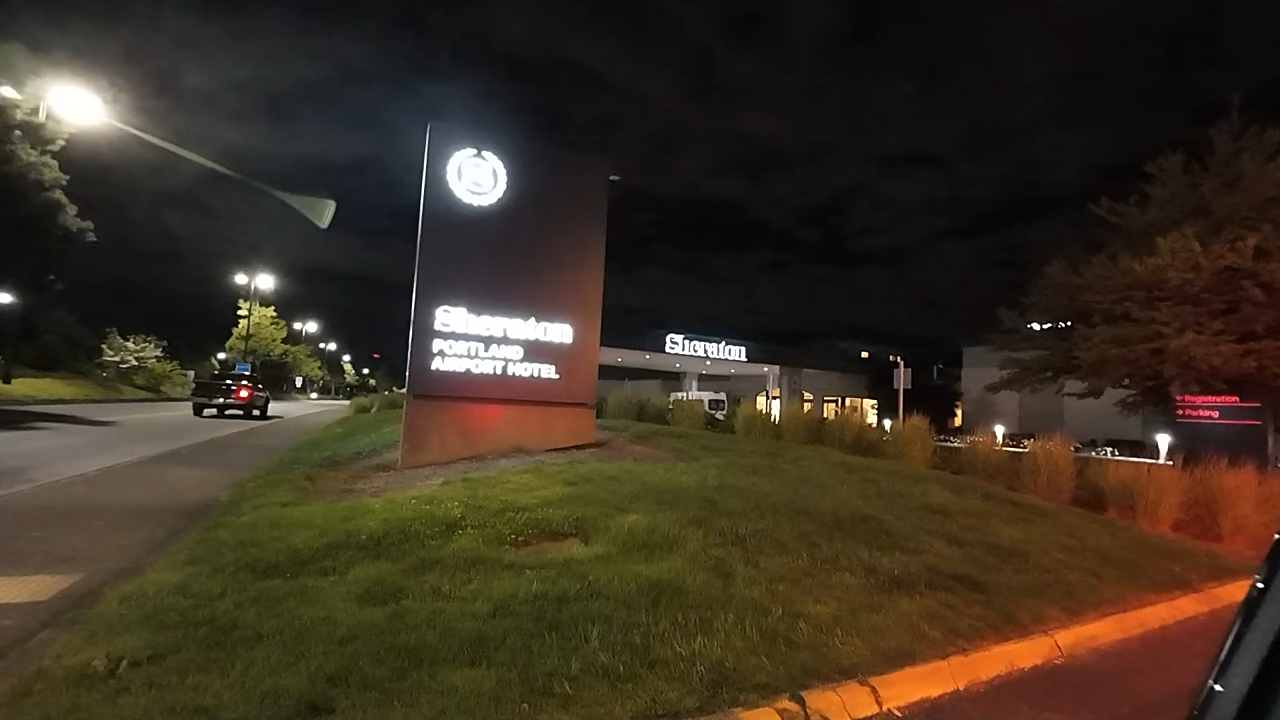 Sheraton
PORTLAND
AIRPORT HOTEL
Sheraton
← Registration
→ Parking